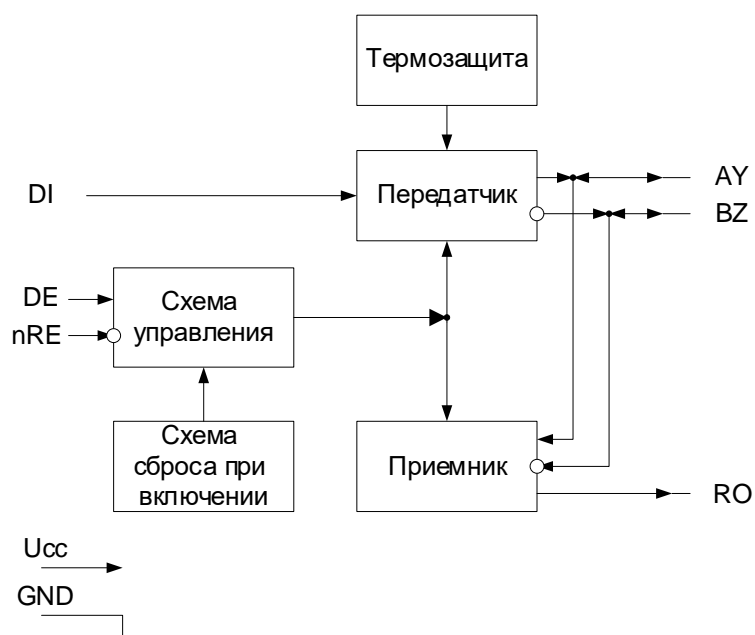 Термозащита
Передатчик
AY
BZ
DI
DE
nRE
Схема
управления
Схема
сброса при
включении
Приемник
RO
Ucc
GND